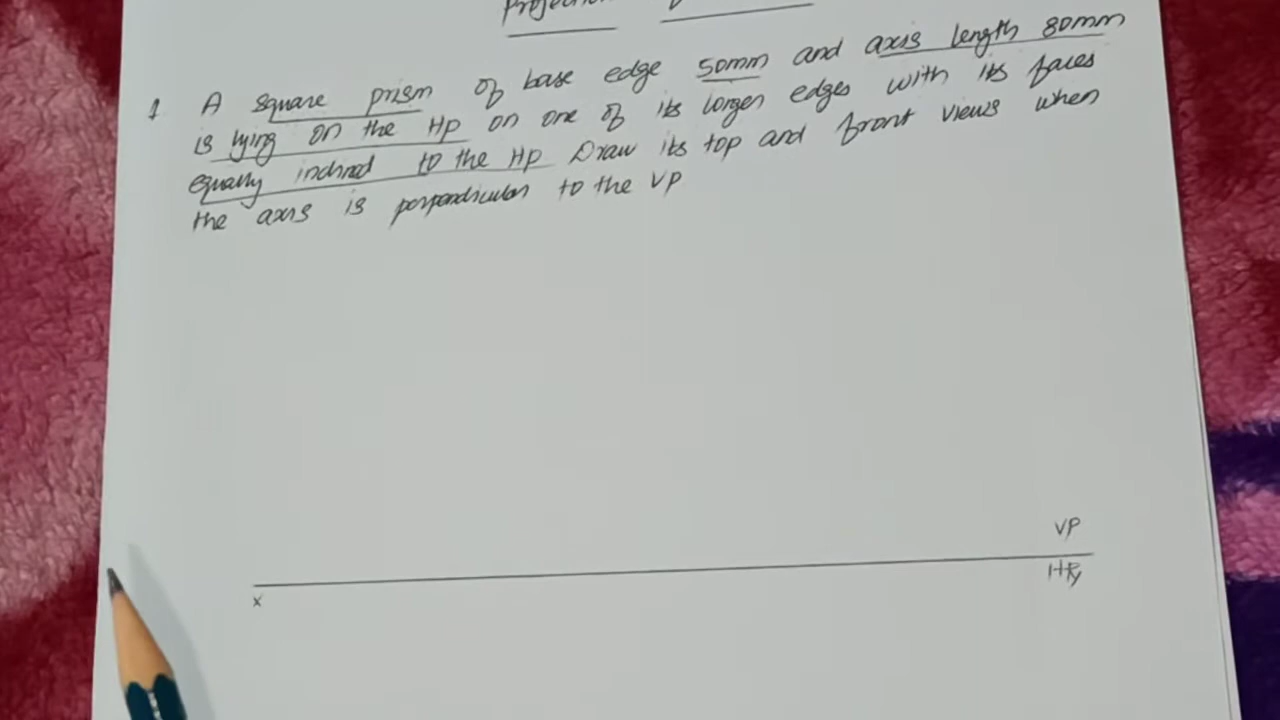 Projection
1 A square prism of base edge 50mm and axis length 80mm
is lying on the HP on one of its longer edges with its faces
equally inclined to the HP Draw its top and front views when
the axis is perpendicular to the VP
VP
x HPy